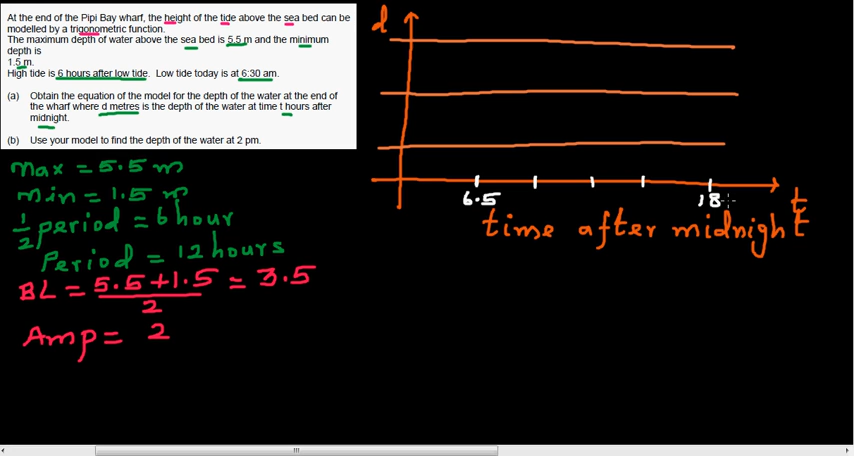 At the end of the Pipi Bay wharf, the height of the tide above the sea bed can be
modelled by a trigonometric function.
The maximum depth of water above the sea bed is 5.5 m and the minimum
depth is
1.5 m.
High tide is 6 hours after low tide. Low tide today is at 6:30 am.
(a) Obtain the equation of the model for the depth of the water at the end of
the wharf where d metres is the depth of the water at time t hours after
midnight.
(b) Use your model to find the depth of the water at 2 pm.
max = 5.5 m
min = 1.5 m
1/2 period = 6 hour
Period = 12 hours
BL = 5.5+1.5/2 = 3.5
Amp = 2
d
6.5
18
t
time after midnight